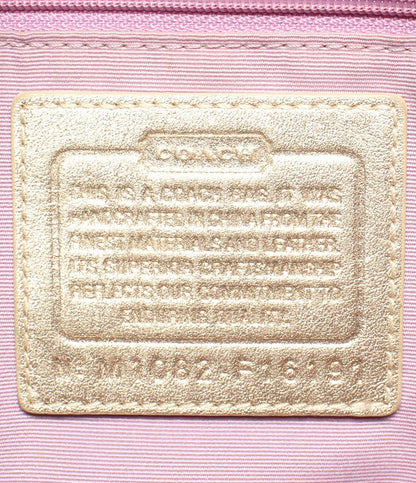 COACH
THIS IS A COACH BAG. IT WAS
HANDCRAFTED IN CHINA FROM THE
FINEST MATERIALS AND LEATHER.
ITS SUPERIOR CRAFTSMANSHIP
REFLECTS OUR COMMITMENT TO
ENDURING QUALITY.
Nº M1082-F16191